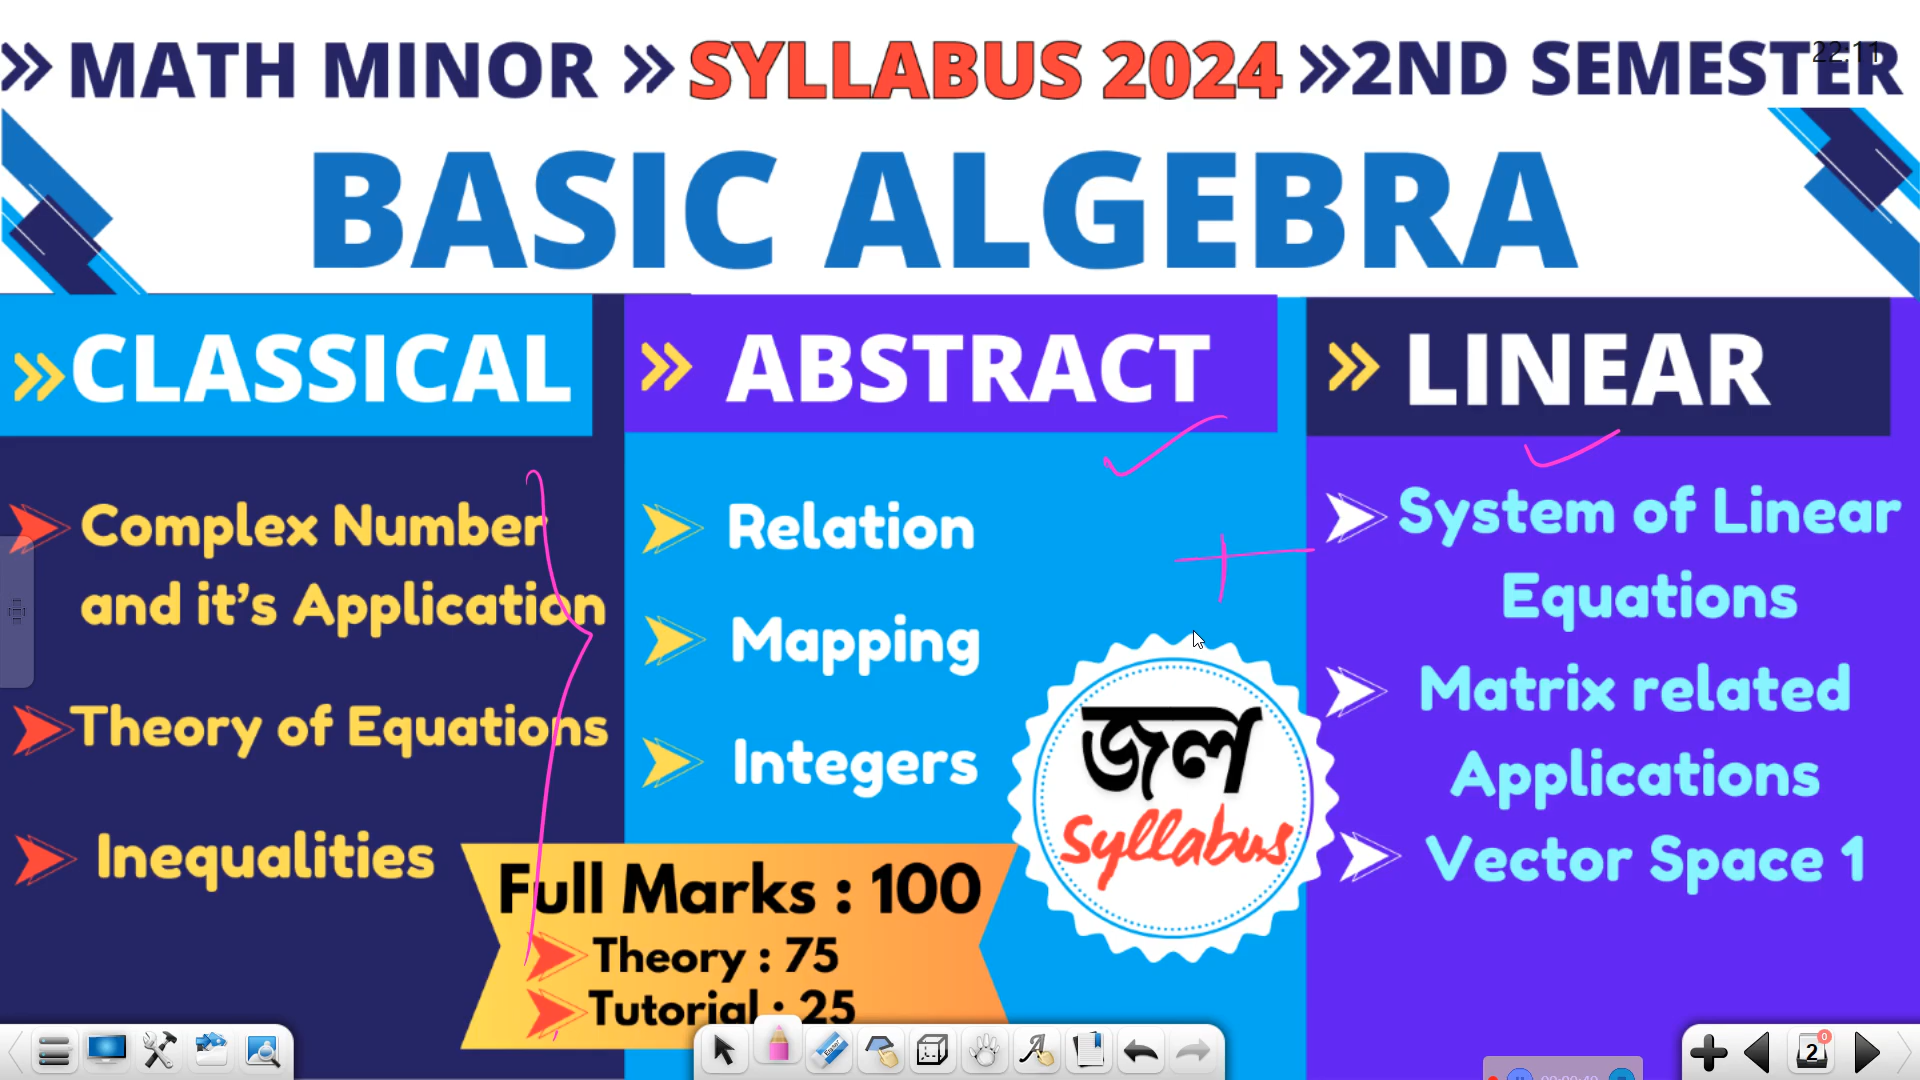 MATH MINOR SYLLABUS 2024 2ND SEMESTER
22:11
BASIC ALGEBRA
CLASSICAL
Complex Number
and it's Application
Theory of Equations
Inequalities
ABSTRACT
Relation
Mapping
Integers
LINEAR
System of Linear
Equations
Matrix related
Applications
Vector Space 1
জল
Syllabus
Full Marks : 100
Theory : 75
Tutorial : 25
2
0